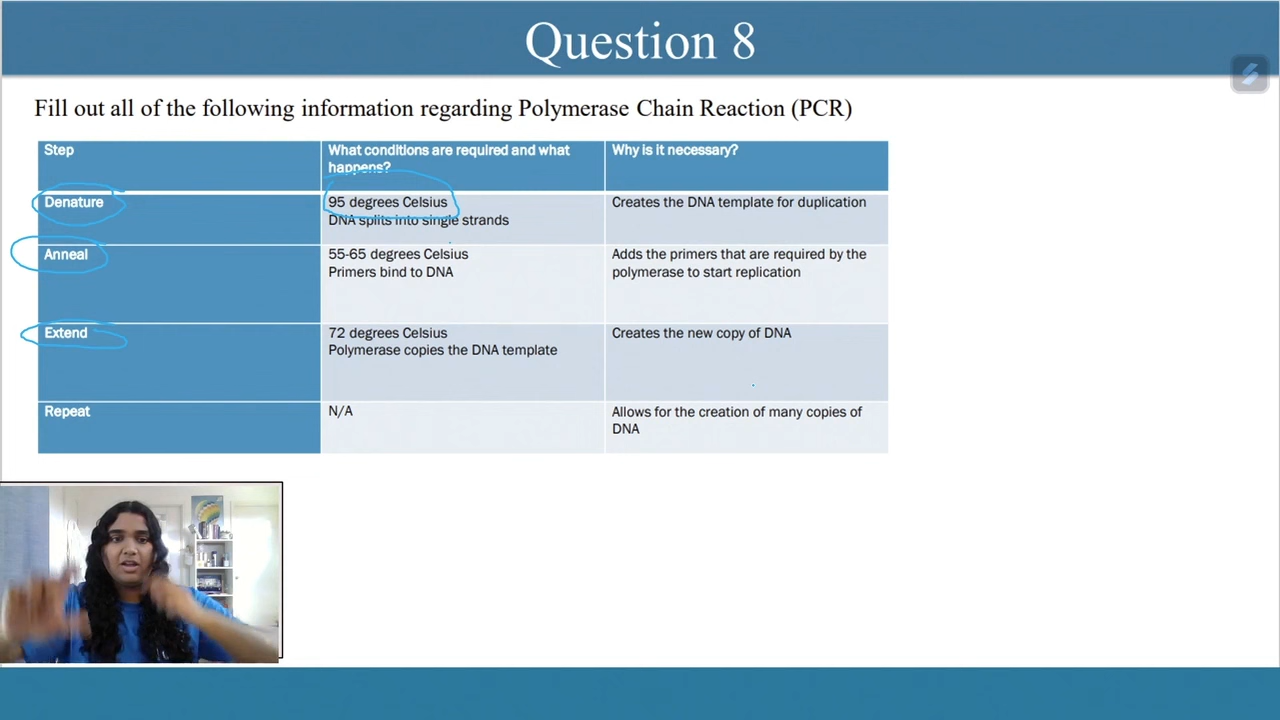 Question 8
Fill out all of the following information regarding Polymerase Chain Reaction (PCR)
Step
What conditions are required and what
happens?
Why is it necessary?
Denature
95 degrees Celsius
DNA splits into single strands
Creates the DNA template for duplication
Anneal
55-65 degrees Celsius
Primers bind to DNA
Adds the primers that are required by the
polymerase to start replication
Extend
72 degrees Celsius
Polymerase copies the DNA template
Creates the new copy of DNA
Repeat
N/A
Allows for the creation of many copies of
DNA